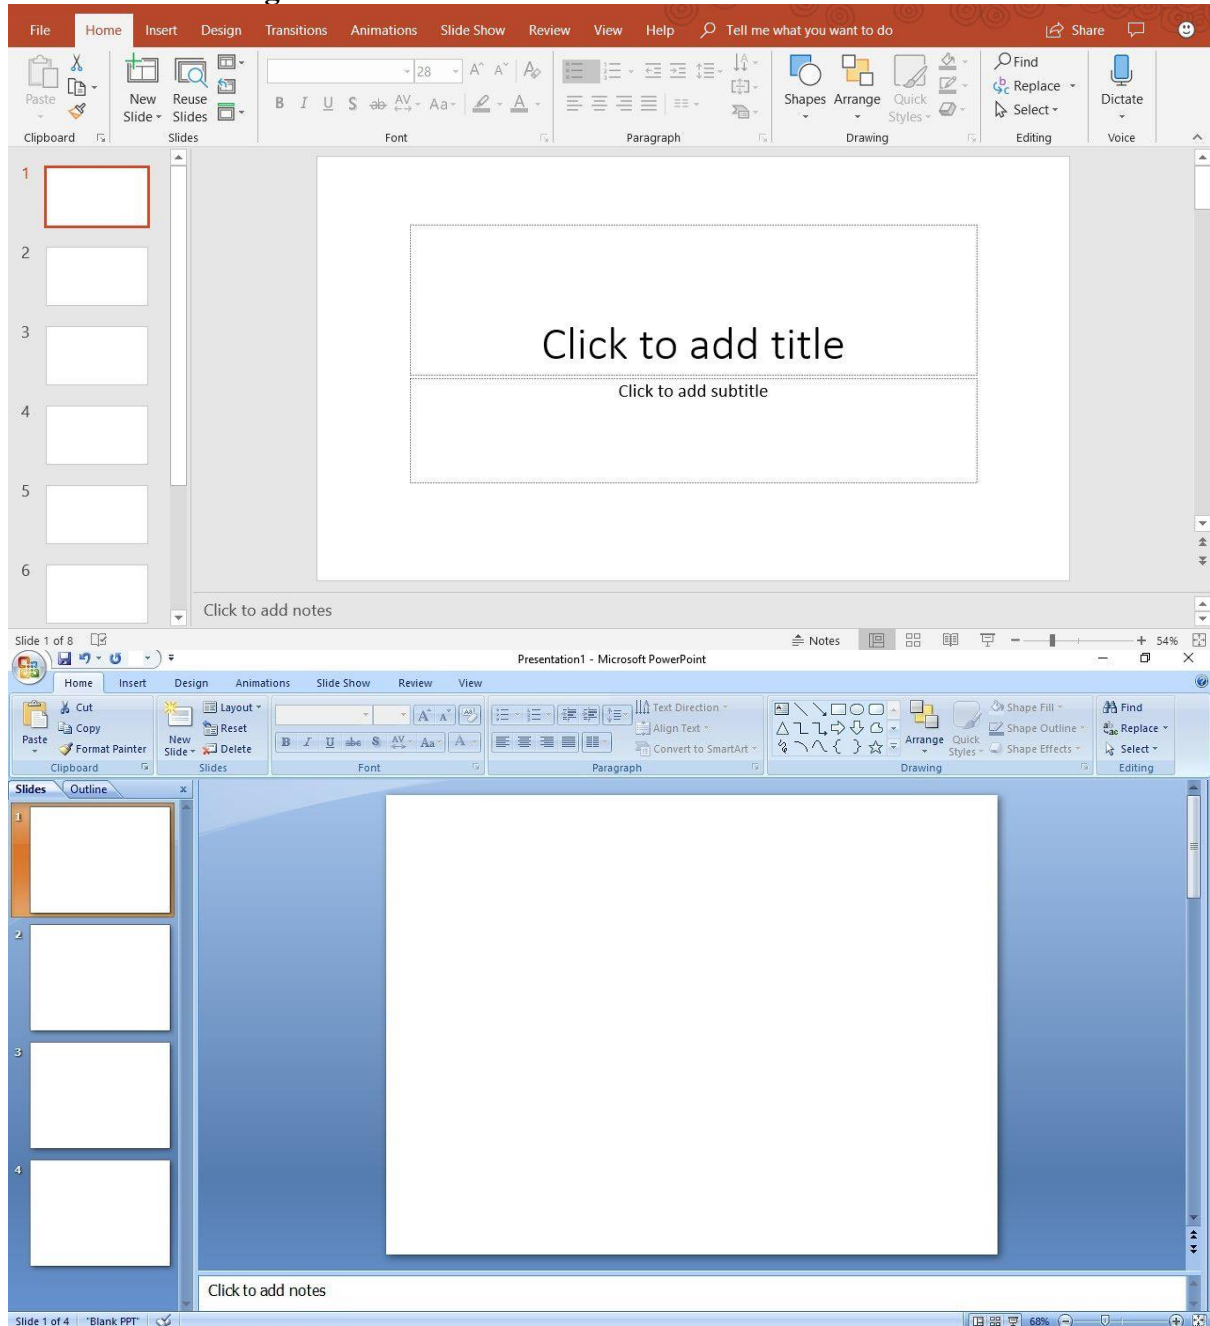 File Home Insert Design Transitions Animations Slide Show Review View Help Tell me what you want to do Share
Paste New Slide Reuse Slides 28 A A A B I U S ab AV Aa A Shapes Arrange Quick Styles Find Replace Select Dictate
Clipboard Slides Font Paragraph Drawing Editing Voice
1
2
3
4
5
6
Click to add title
Click to add subtitle
Click to add notes
Slide 1 of 8 Notes 54%
Presentation1 - Microsoft PowerPoint
Home Insert Design Animations Slide Show Review View
Paste Cut Copy Format Painter New Slide Layout Reset Delete A A B I U abc S AV Aa A Text Direction Align Text Convert to SmartArt Arrange Quick Styles Shape Fill Shape Outline Shape Effects Find Replace Select
Clipboard Slides Font Paragraph Drawing Editing
Slides Outline x
1
2
3
4
Click to add notes
Slide 1 of 4 "Blank PPT" 68%